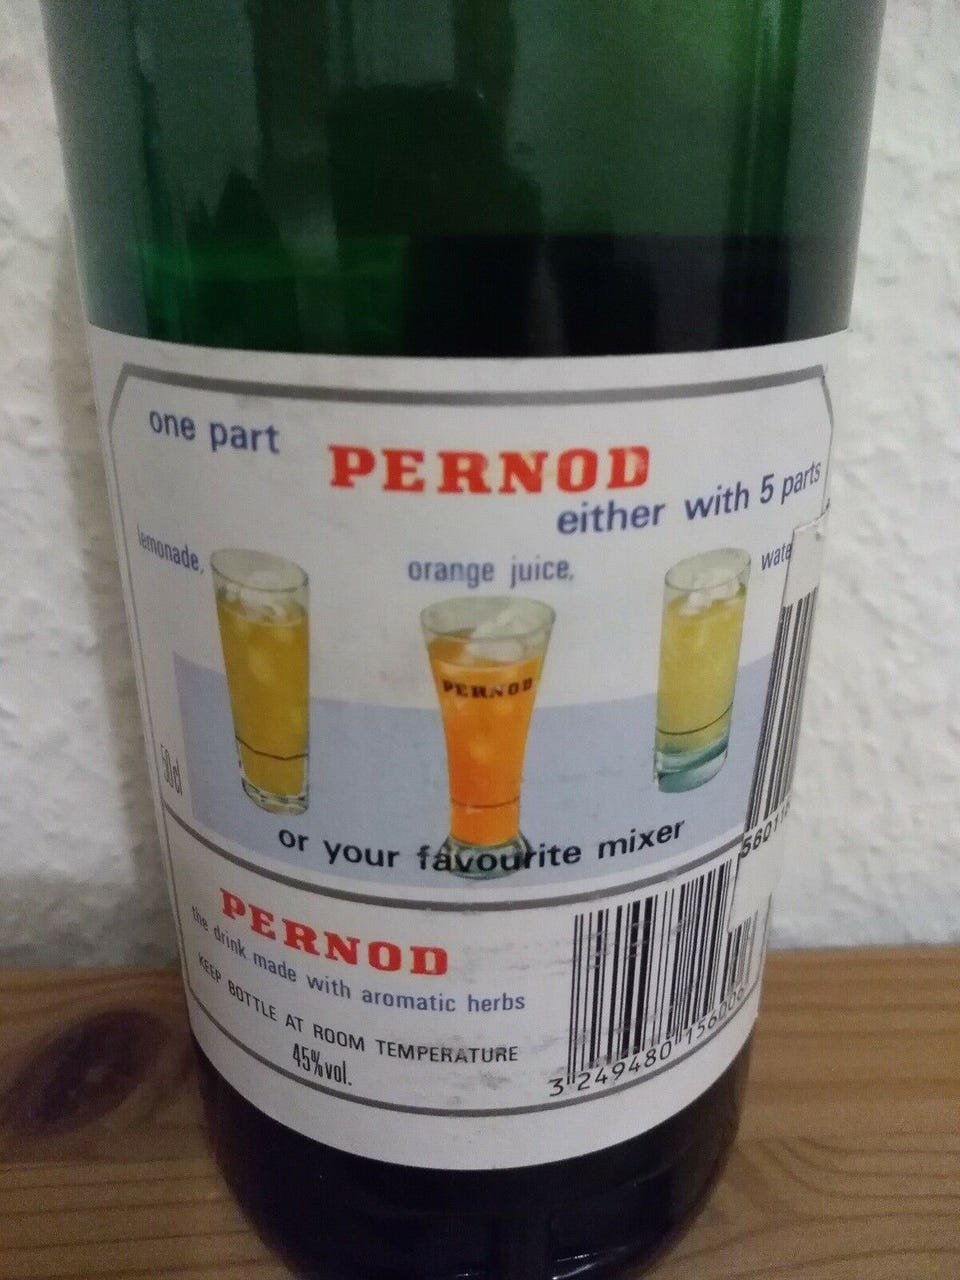 one part
PERNOD
either with 5 parts
lemonade,
orange juice,
PERNOD
50cl
or your favourite mixer
PERNOD
the drink made with aromatic herbs
KEEP BOTTLE AT ROOM TEMPERATURE
45%vol.
3 249480